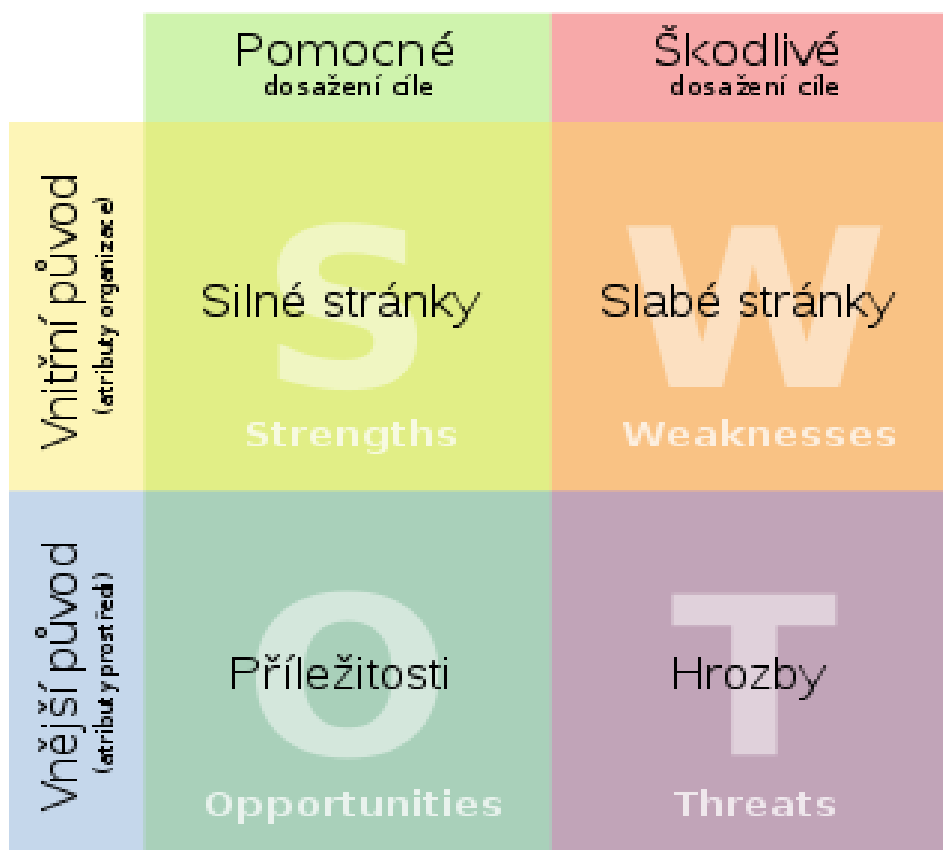 Pomocné
dosažení cíle
Škodlivé
dosažení cíle
Vnitřní původ
(atributy organizace)
S
Silné stránky
Strengths
W
Slabé stránky
Weaknesses
Vnější původ
(atributy prostředí)
O
Příležitosti
Opportunities
T
Hrozby
Threats